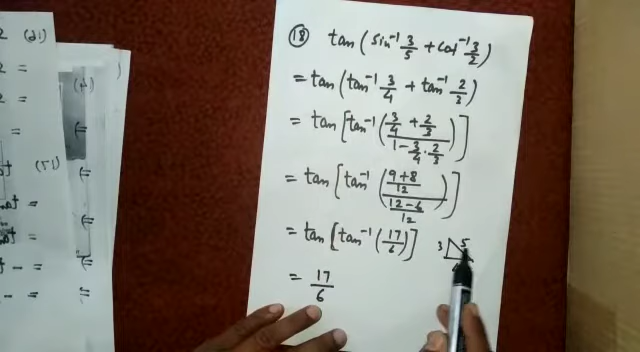 (18) tan(sin⁻¹ 3/5 + cot⁻¹ 3/2)
= tan(tan⁻¹ 3/4 + tan⁻¹ 2/3)
= tan[tan⁻¹((3/4 + 2/3)/(1 - 3/4 · 2/3))]
= tan[tan⁻¹(((9+8)/12)/((12-6)/12))]
= tan[tan⁻¹(17/6)]
3 5
= 17/6
(16)
(17)